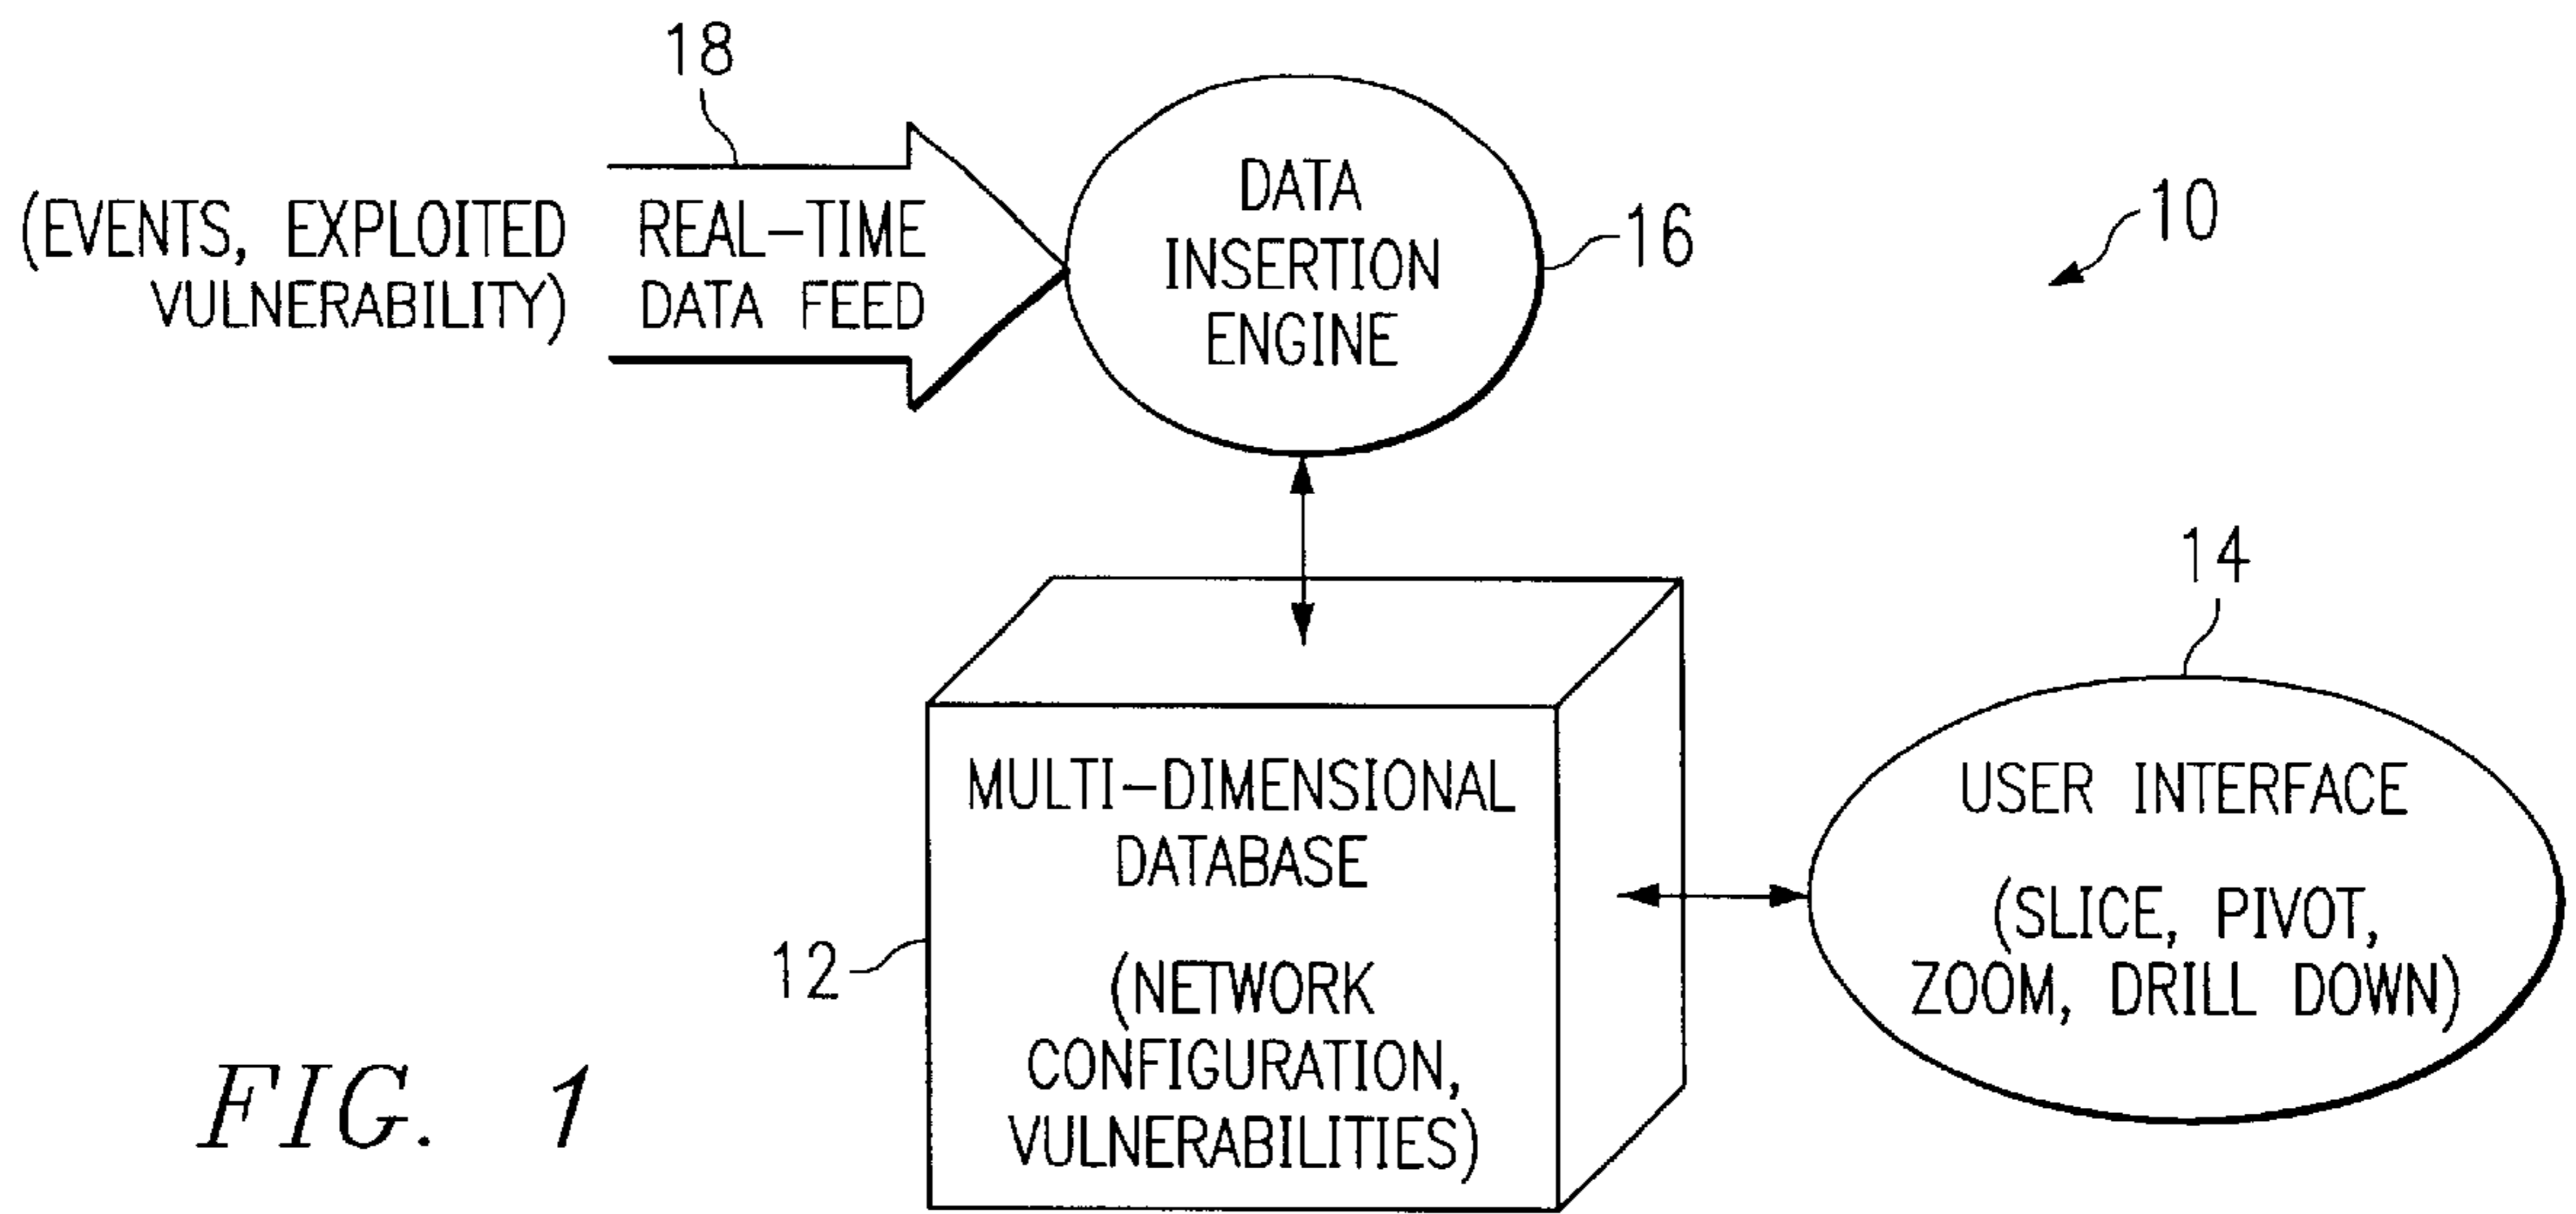 18
(EVENTS, EXPLOITED
VULNERABILITY)
REAL-TIME
DATA FEED
DATA
INSERTION
ENGINE
16
10
14
MULTI-DIMENSIONAL
DATABASE
(NETWORK
CONFIGURATION,
VULNERABILITIES)
12
USER INTERFACE
(SLICE, PIVOT,
ZOOM, DRILL DOWN)
FIG. 1